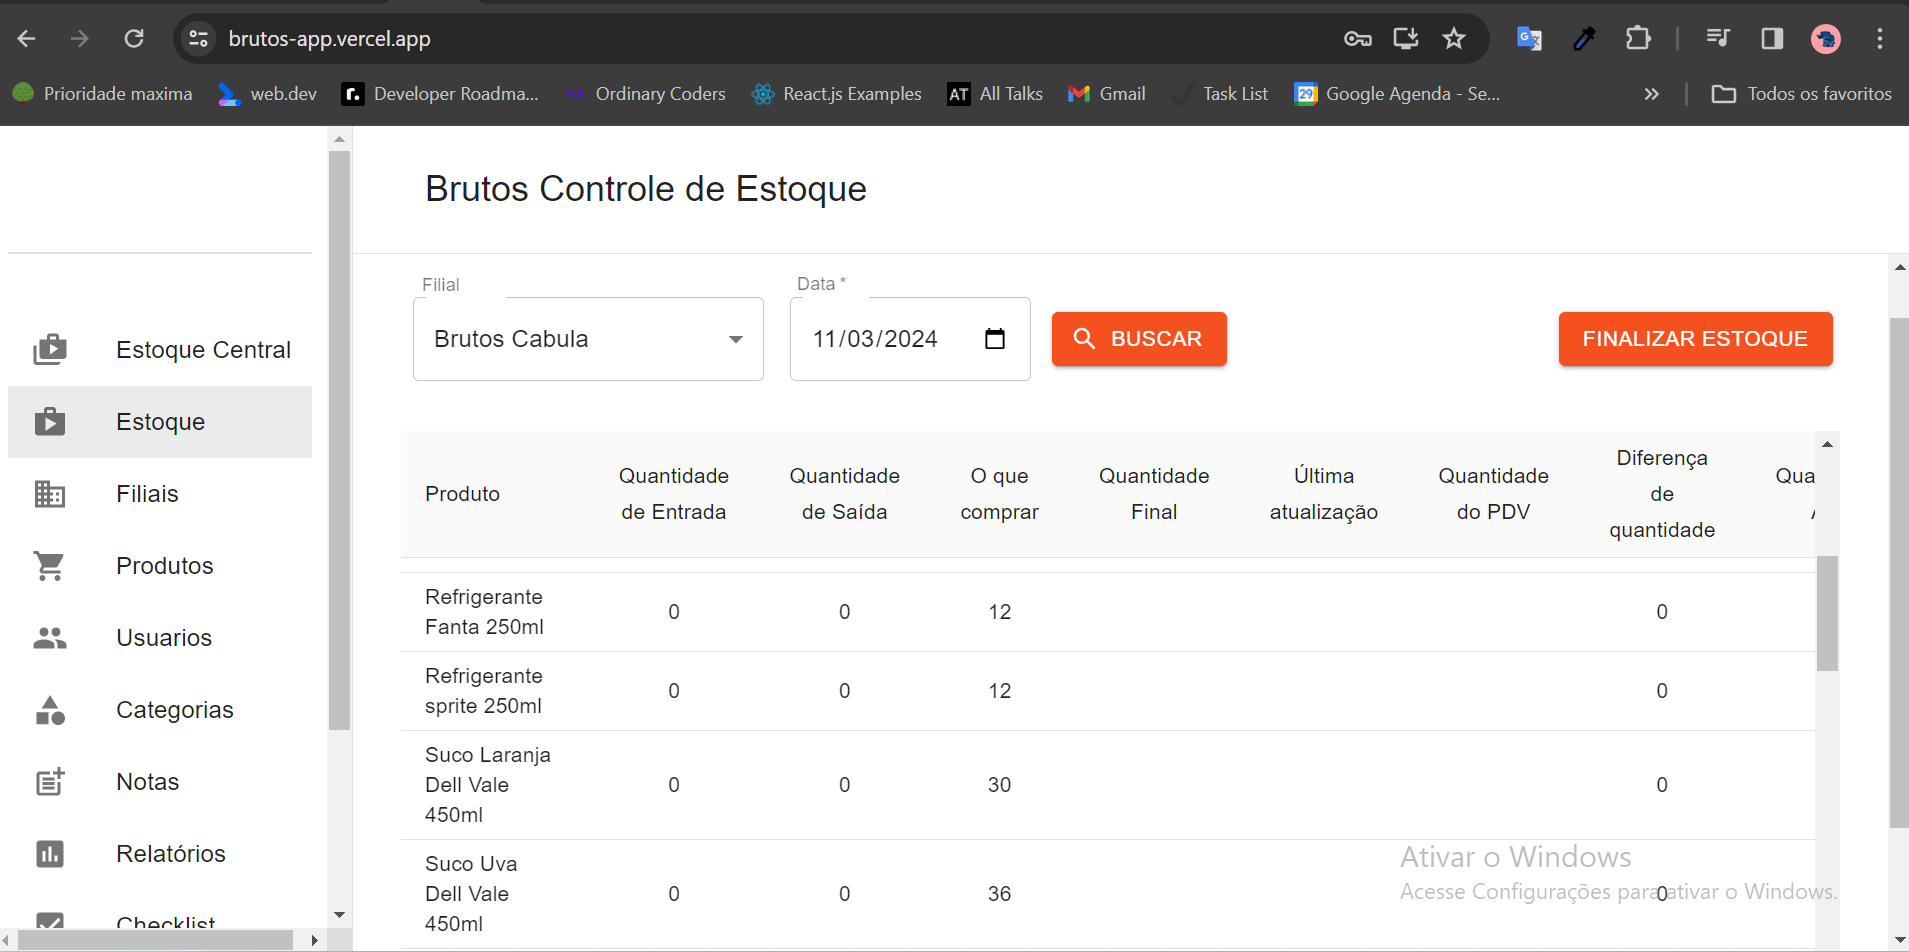 brutos-app.vercel.app
Prioridade maxima
web.dev
r.
Developer Roadma...
Ordinary Coders
React.js Examples
AT
All Talks
Gmail
Task List
29
Google Agenda - Se...
Todos os favoritos
Brutos Controle de Estoque
Estoque Central
Estoque
Filiais
Produtos
Usuarios
Categorias
Notas
Relatórios
Checklist
Filial
Brutos Cabula
Data *
11/03/2024
BUSCAR
FINALIZAR ESTOQUE
Produto
Quantidade
de Entrada
Quantidade
de Saída
O que
comprar
Quantidade
Final
Última
atualização
Quantidade
do PDV
Diferença
de
quantidade
Qua
Refrigerante
Fanta 250ml
0
0
12
0
Refrigerante
sprite 250ml
0
0
12
0
Suco Laranja
Dell Vale
450ml
0
0
30
0
Suco Uva
Dell Vale
450ml
0
0
36
0
Ativar o Windows
Acesse Configurações para ativar o Windows.